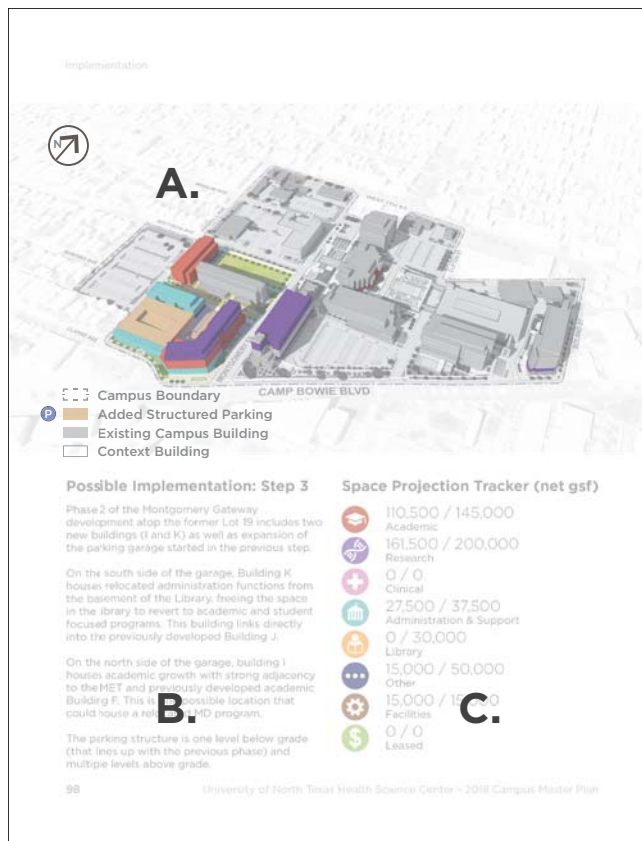 Implementation
N
A.
CAMP BOWIE BLVD
Campus Boundary
P Added Structured Parking
Existing Campus Building
Context Building
Possible Implementation: Step 3
Phase 2 of the Montgomery Gateway
development atop the former Lot 19 includes two
new buildings (I and K) as well as expansion of
the parking garage started in the previous step.
On the south side of the garage, Building K
houses relocated administration functions from
the basement of the Library, freeing the space
in the library to revert to academic and student
focused programs. This building links directly
into the previously developed Building J.
On the north side of the garage, building I
houses academic growth with strong adjacency
to the MET and previously developed academic
Building F. This is possible location that
could house a MD program.
B.
The parking structure is one level below grade
(that lines up with the previous phase) and
multiple levels above grade.
Space Projection Tracker (net gsf)
110,500 / 145,000
Academic
161,500 / 200,000
Research
0 / 0
Clinical
27,500 / 37,500
Administration & Support
0 / 30,000
Library
15,000 / 50,000
Other
15,000 /
Facilities
C.
$ 0 / 0
Leased
98
University of North Texas Health Science Center - 2018 Campus Master Plan